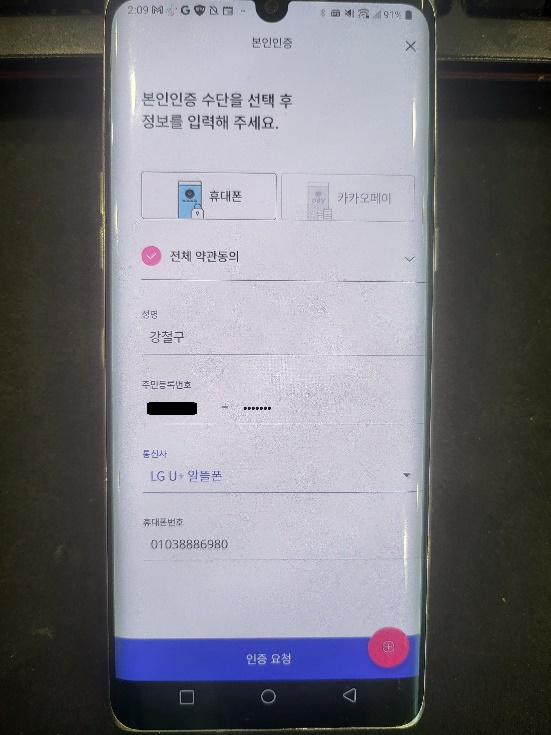 2:09
91%
본인인증
본인인증 수단을 선택 후
정보를 입력해 주세요.
휴대폰
카카오페이
전체 약관동의
성명
강철구
주민등록번호
- •••••••
통신사
LG U+ 알뜰폰
휴대폰번호
01038886980
인증 요청